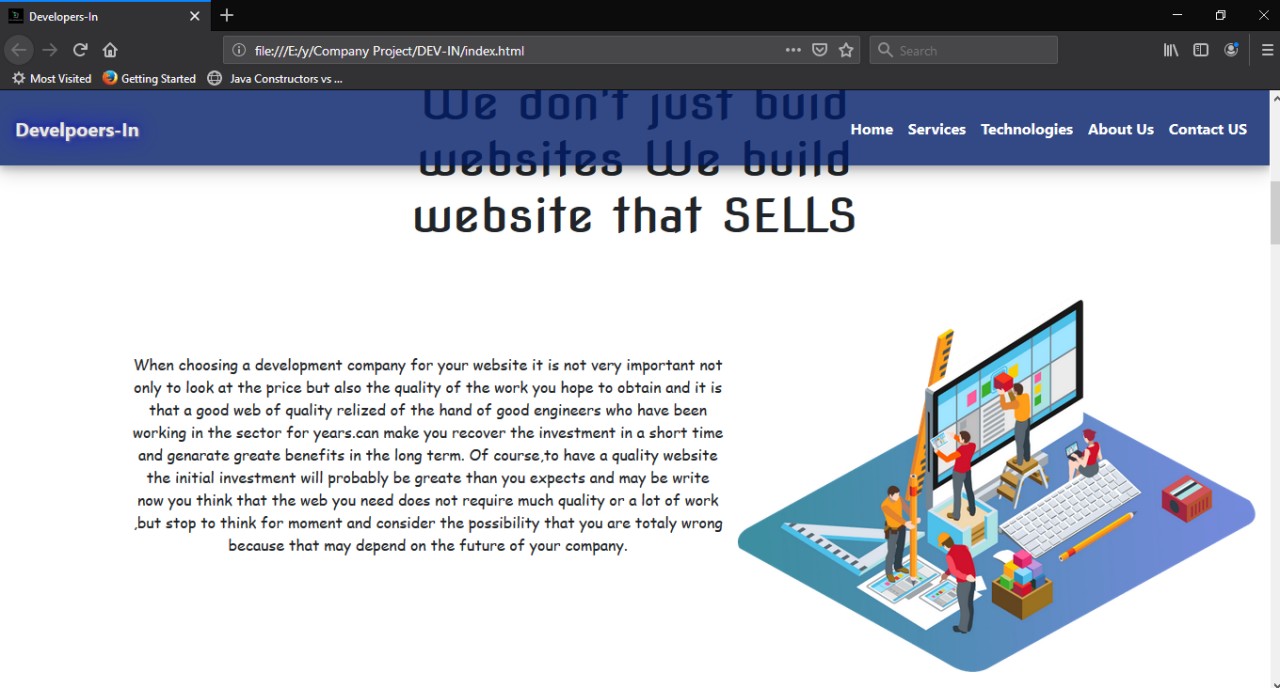 Developers-In
file:///E:/y/Company Project/DEV-IN/index.html
Search
Most Visited Getting Started Java Constructors vs ...
We don't just buid
Develpoers-In Home Services Technologies About Us Contact US
websites We build
website that SELLS
When choosing a development company for your website it is not very important not
only to look at the price but also the quality of the work you hope to obtain and it is
that a good web of quality relized of the hand of good engineers who have been
working in the sector for years.can make you recover the investment in a short time
and genarate greate benefits in the long term. Of course,to have a quality website
the initial investment will probably be greate than you expects and may be write
now you think that the web you need does not require much quality or a lot of work
,but stop to think for moment and consider the possibility that you are totaly wrong
because that may depend on the future of your company.